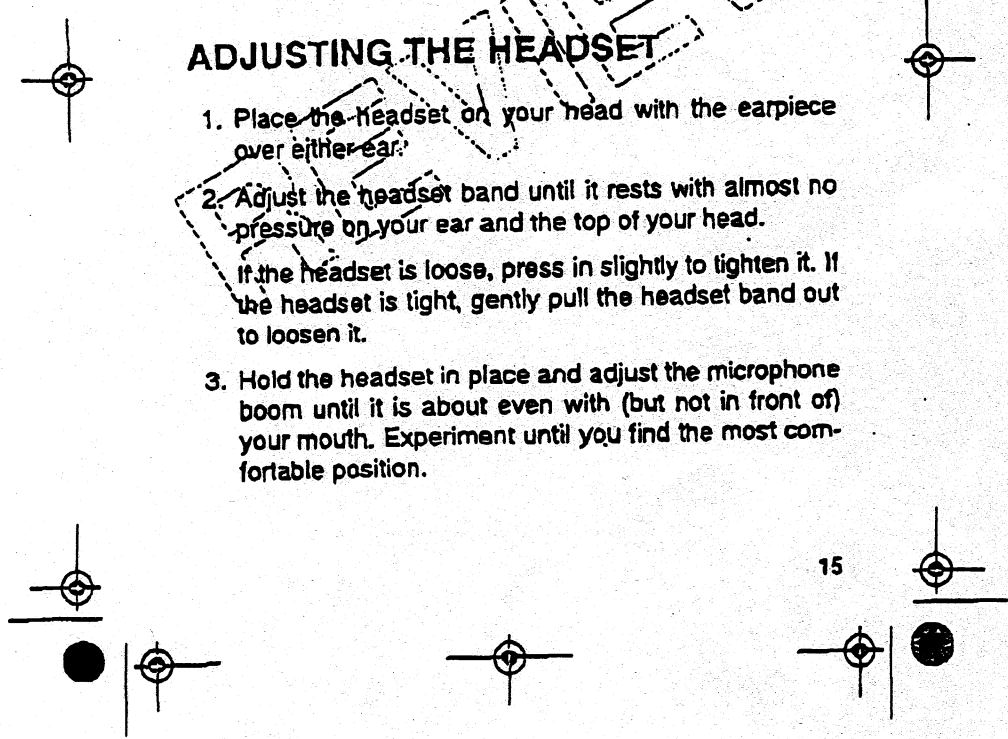 ADJUSTING THE HEADSET
1. Place the headset on your head with the earpiece
over either ear.
2. Adjust the headset band until it rests with almost no
pressure on your ear and the top of your head.
If the headset is loose, press in slightly to tighten it. If
the headset is tight, gently pull the headset band out
to loosen it.
3. Hold the headset in place and adjust the microphone
boom until it is about even with (but not in front of)
your mouth. Experiment until you find the most com-
fortable position.
15